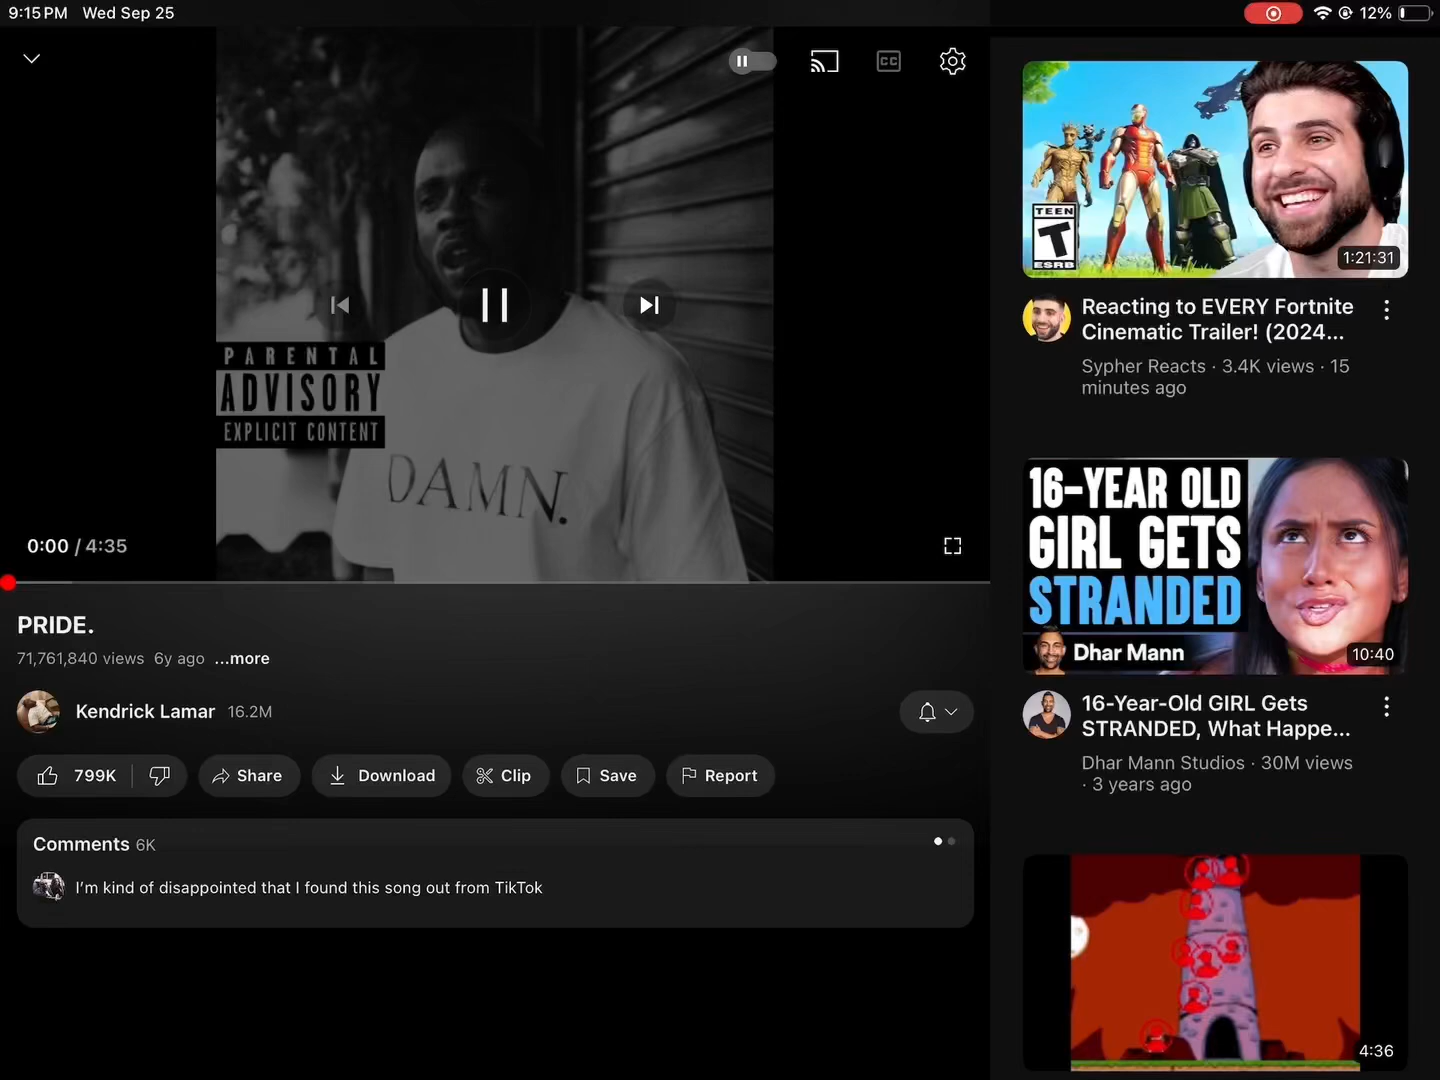 9:15 PM Wed Sep 25
12%
CC
PARENTAL
ADVISORY
EXPLICIT CONTENT
DAMN.
0:00 / 4:35
PRIDE.
71,761,840 views 6y ago ...more
Kendrick Lamar 16.2M
799K
Share
Download
Clip
Save
Report
Comments 6K
I'm kind of disappointed that I found this song out from TikTok
TEEN
T
ESRB
1:21:31
Reacting to EVERY Fortnite
Cinematic Trailer! (2024...
Sypher Reacts · 3.4K views · 15
minutes ago
16-YEAR OLD
GIRL GETS
STRANDED
Dhar Mann
10:40
16-Year-Old GIRL Gets
STRANDED, What Happe...
Dhar Mann Studios · 30M views
· 3 years ago
4:36